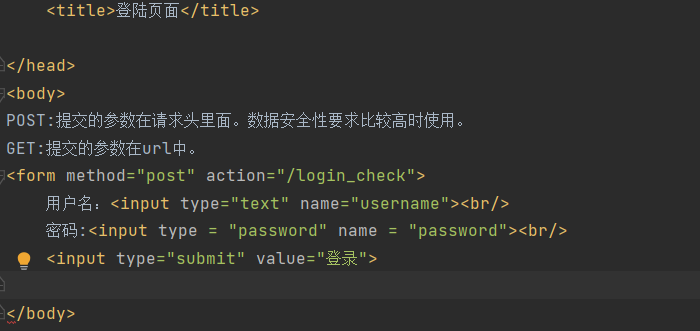 <title>登陆页面</title>
</head>
<body>
POST:提交的参数在请求头里面。数据安全性要求比较高时使用。
GET:提交的参数在url中。
<form method="post" action="/login_check">
用户名：<input type="text" name="username"><br/>
密码:<input type = "password" name = "password"><br/>
<input type="submit" value="登录">
</body>